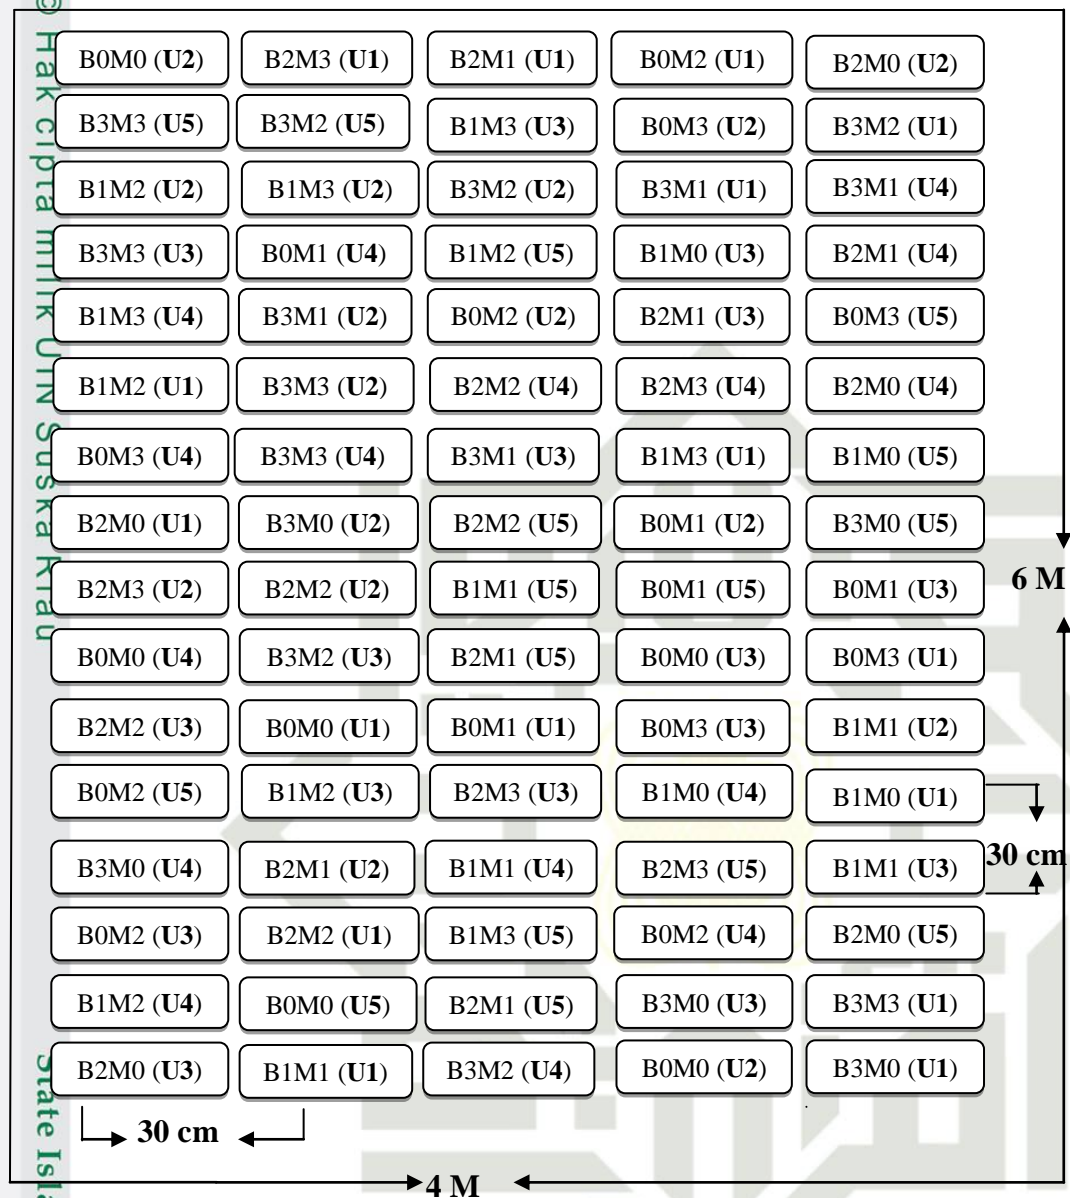 © Hak cipta milik UIN Suska Riau
State Isla
B0M0 (U2) B2M3 (U1) B2M1 (U1) B0M2 (U1) B2M0 (U2)
B3M3 (U5) B3M2 (U5) B1M3 (U3) B0M3 (U2) B3M2 (U1)
B1M2 (U2) B1M3 (U2) B3M2 (U2) B3M1 (U1) B3M1 (U4)
B3M3 (U3) B0M1 (U4) B1M2 (U5) B1M0 (U3) B2M1 (U4)
B1M3 (U4) B3M1 (U2) B0M2 (U2) B2M1 (U3) B0M3 (U5)
B1M2 (U1) B3M3 (U2) B2M2 (U4) B2M3 (U4) B2M0 (U4)
B0M3 (U4) B3M3 (U4) B3M1 (U3) B1M3 (U1) B1M0 (U5)
B2M0 (U1) B3M0 (U2) B2M2 (U5) B0M1 (U2) B3M0 (U5)
B2M3 (U2) B2M2 (U2) B1M1 (U5) B0M1 (U5) B0M1 (U3)
6 M
B0M0 (U4) B3M2 (U3) B2M1 (U5) B0M0 (U3) B0M3 (U1)
B2M2 (U3) B0M0 (U1) B0M1 (U1) B0M3 (U3) B1M1 (U2)
B0M2 (U5) B1M2 (U3) B2M3 (U3) B1M0 (U4) B1M0 (U1)
30 cm
B3M0 (U4) B2M1 (U2) B1M1 (U4) B2M3 (U5) B1M1 (U3)
B0M2 (U3) B2M2 (U1) B1M3 (U5) B0M2 (U4) B2M0 (U5)
B1M2 (U4) B0M0 (U5) B2M1 (U5) B3M0 (U3) B3M3 (U1)
B2M0 (U3) B1M1 (U1) B3M2 (U4) B0M0 (U2) B3M0 (U1)
30 cm
4 M